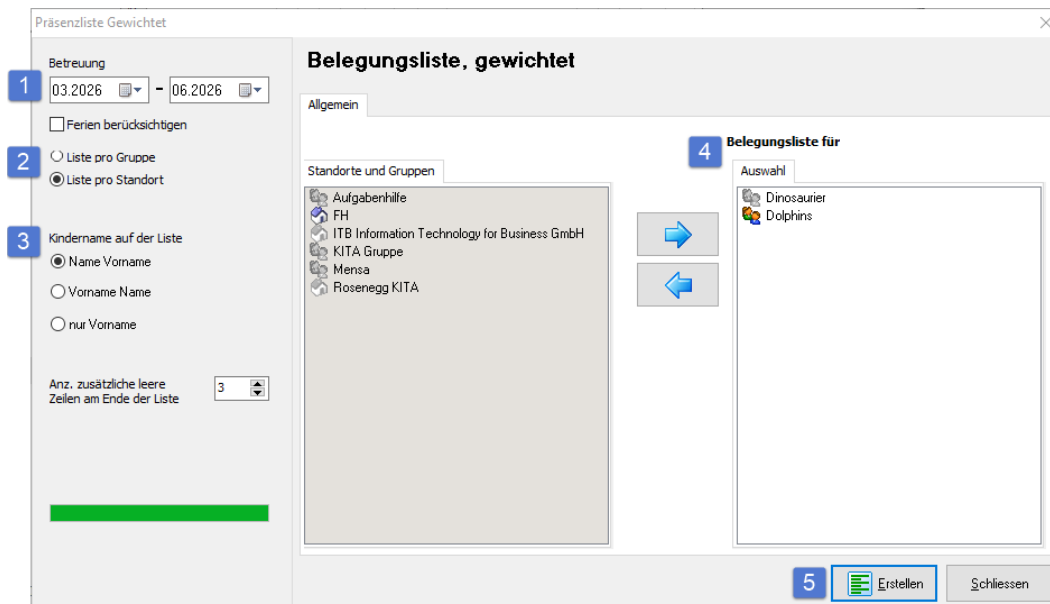 Präsenzliste Gewichtet
Betreuung
1
03.2026 - 06.2026
Ferien berücksichtigen
2
Liste pro Gruppe
Liste pro Standort
3
Kindername auf der Liste
Name Vorname
Vorname Name
nur Vorname
Anz. zusätzliche leere
Zeilen am Ende der Liste
3
Belegungsliste, gewichtet
Allgemein
Standorte und Gruppen
Aufgabenhilfe
FH
ITB Information Technology for Business GmbH
KITA Gruppe
Mensa
Rosenegg KITA
4
Belegungsliste für
Auswahl
Dinosaurier
Dolphins
5
Erstellen
Schliessen